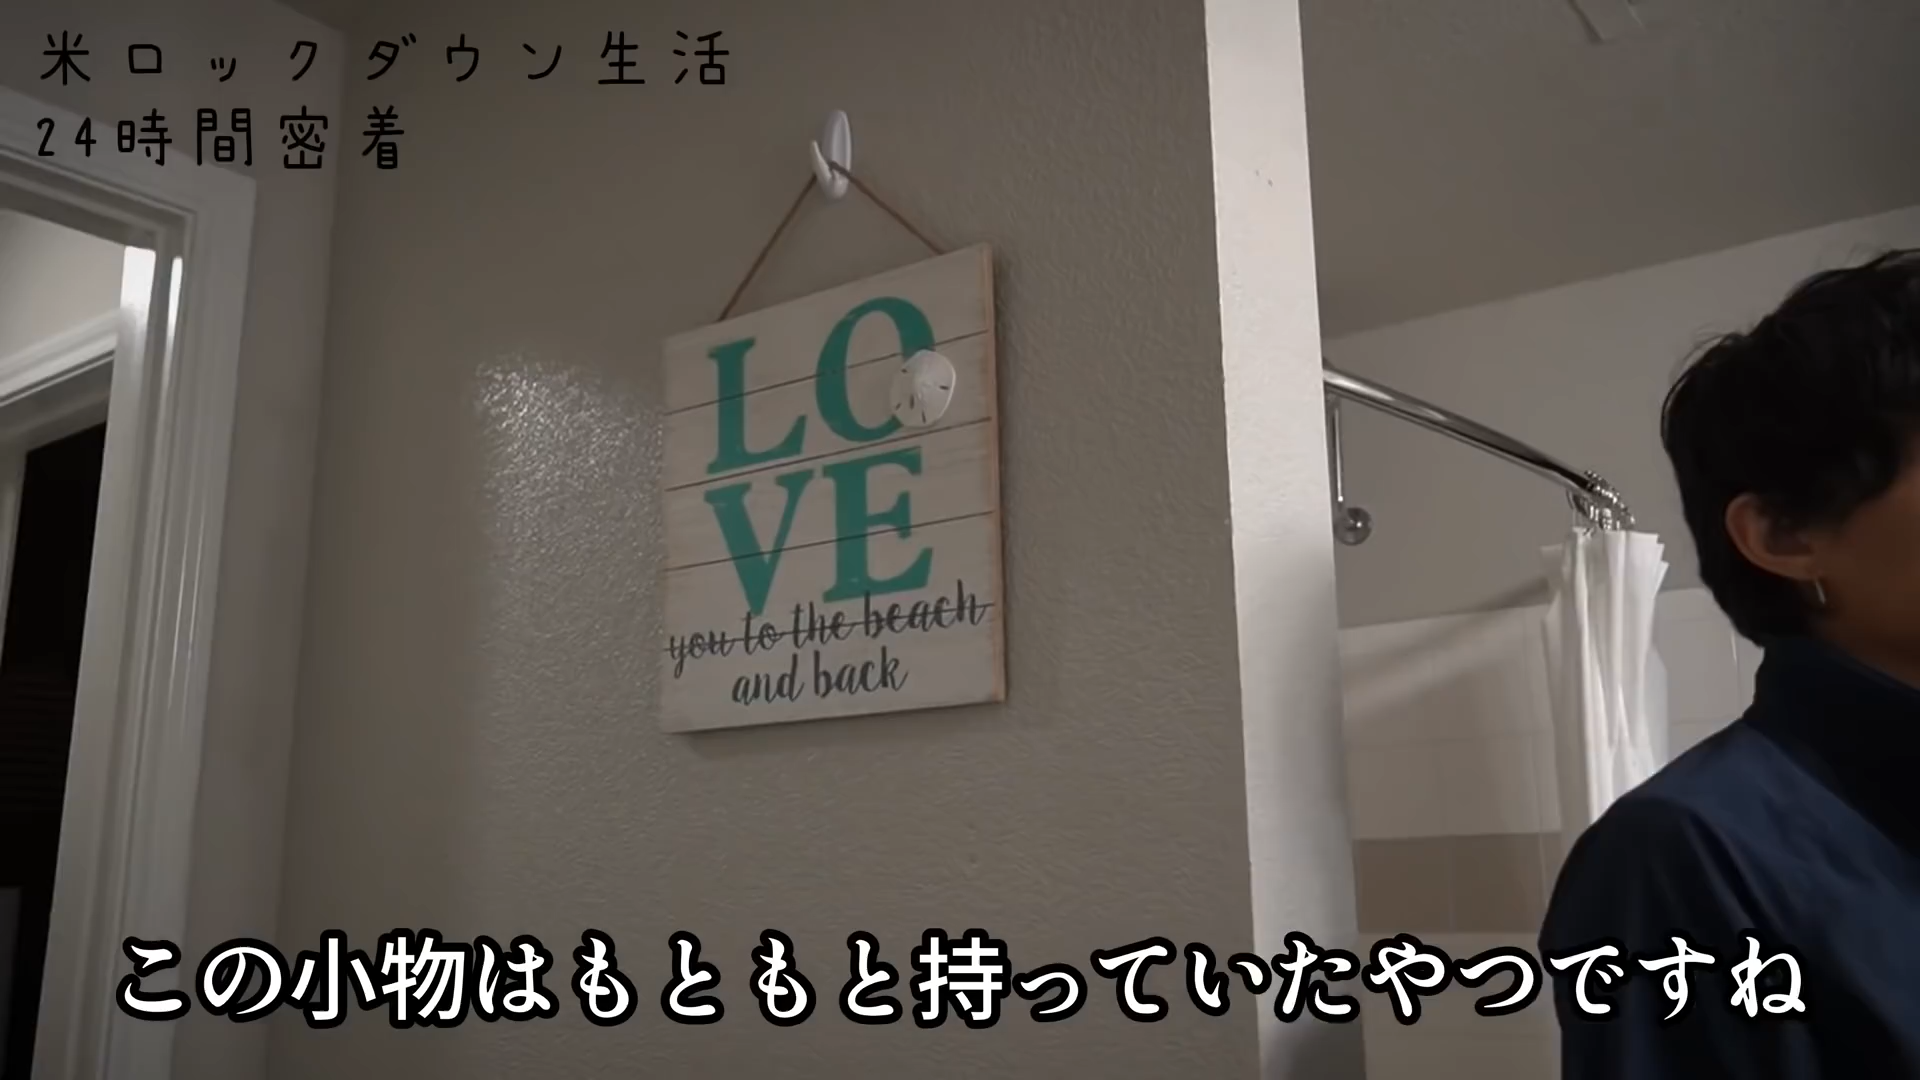 米ロックダウン生活
24時間密着
LO
VE
you to the beach
and back
この小物はもともと持っていたやつですね